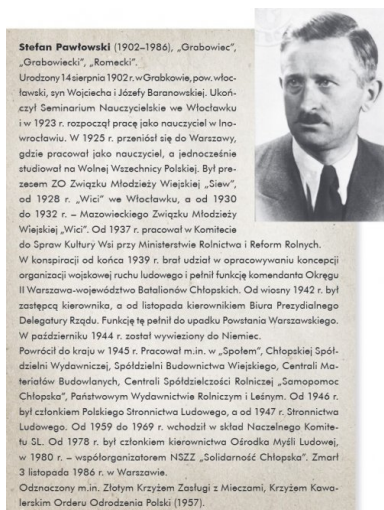 Stefan Pawłowski (1902–1986), „Grabowiec”,
„Grabowiecki”, „Romecki”.
Urodzony 14 sierpnia 1902 r. w Grabkowie, pow. włoc-
ławski, syn Wojciecha i Józefy Baranowskiej. Ukoń-
czył Seminarium Nauczycielskie we Włocławku
i w 1923 r. rozpoczął pracę jako nauczyciel w Ino-
wrocławiu. W 1925 r. przeniósł się do Warszawy,
gdzie pracował jako nauczyciel, a jednocześnie
studiował na Wolnej Wszechnicy Polskiej. Był pre-
zesem ZO Związku Młodzieży Wiejskiej „Siew”,
od 1928 r. „Wici” we Włocławku, a od 1930
do 1932 r. – Mazowieckiego Związku Młodzieży
Wiejskiej „Wici”. Od 1937 r. pracował w Komitecie
do Spraw Kultury Wsi przy Ministerstwie Rolnictwa i Reform Rolnych.
W konspiracji od końca 1939 r. brał udział w opracowywaniu koncepcji
organizacji wojskowej ruchu ludowego i pełnił funkcję komendanta Okręgu
II Warszawa-województwo Batalionów Chłopskich. Od wiosny 1942 r. był
zastępcą kierownika, a od listopada kierownikiem Biura Prezydialnego
Delegatury Rządu. Funkcję tę pełnił do upadku Powstania Warszawskiego.
W październiku 1944 r. został wywieziony do Niemiec.
Powrócił do kraju w 1945 r. Pracował m.in. w „Społem”, Chłopskiej Spół-
dzielni Wydawniczej, Spółdzielni Budownictwa Wiejskiego, Centrali Ma-
teriałów Budowlanych, Centrali Spółdzielczości Rolniczej „Samopomoc
Chłopska”, Państwowym Wydawnictwie Rolniczym i Leśnym. Od 1946 r.
był członkiem Polskiego Stronnictwa Ludowego, a od 1947 r. Stronnictwa
Ludowego. Od 1959 do 1969 r. wchodził w skład Naczelnego Komite-
tu SL. Od 1978 r. był członkiem kierownictwa Ośrodka Myśli Ludowej,
w 1980 r. – współorganizatorem NSZZ „Solidarność Chłopska”. Zmarł
3 listopada 1986 r. w Warszawie.
Odznaczony m.in. Złotym Krzyżem Zasługi z Mieczami, Krzyżem Kawa-
lerskim Orderu Odrodzenia Polski (1957).